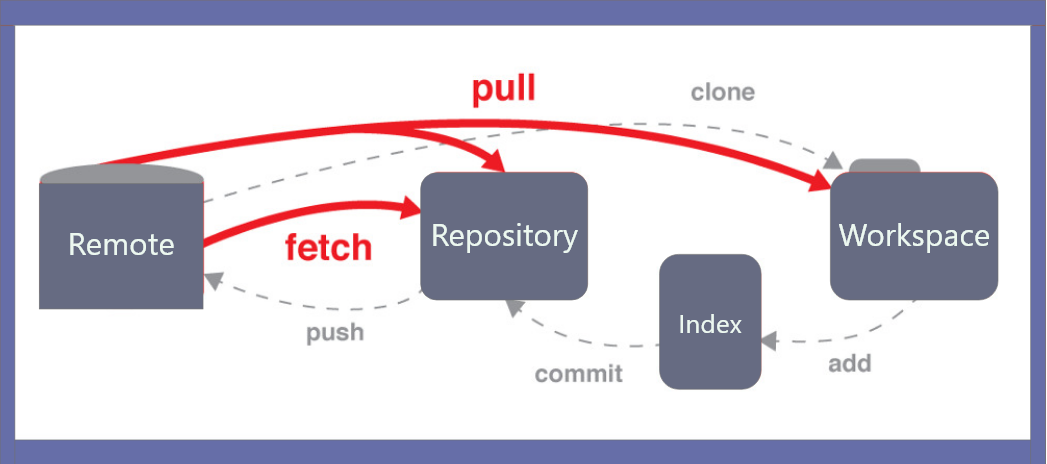 pull
clone
Remote
fetch
Repository
Workspace
push
Index
commit
add